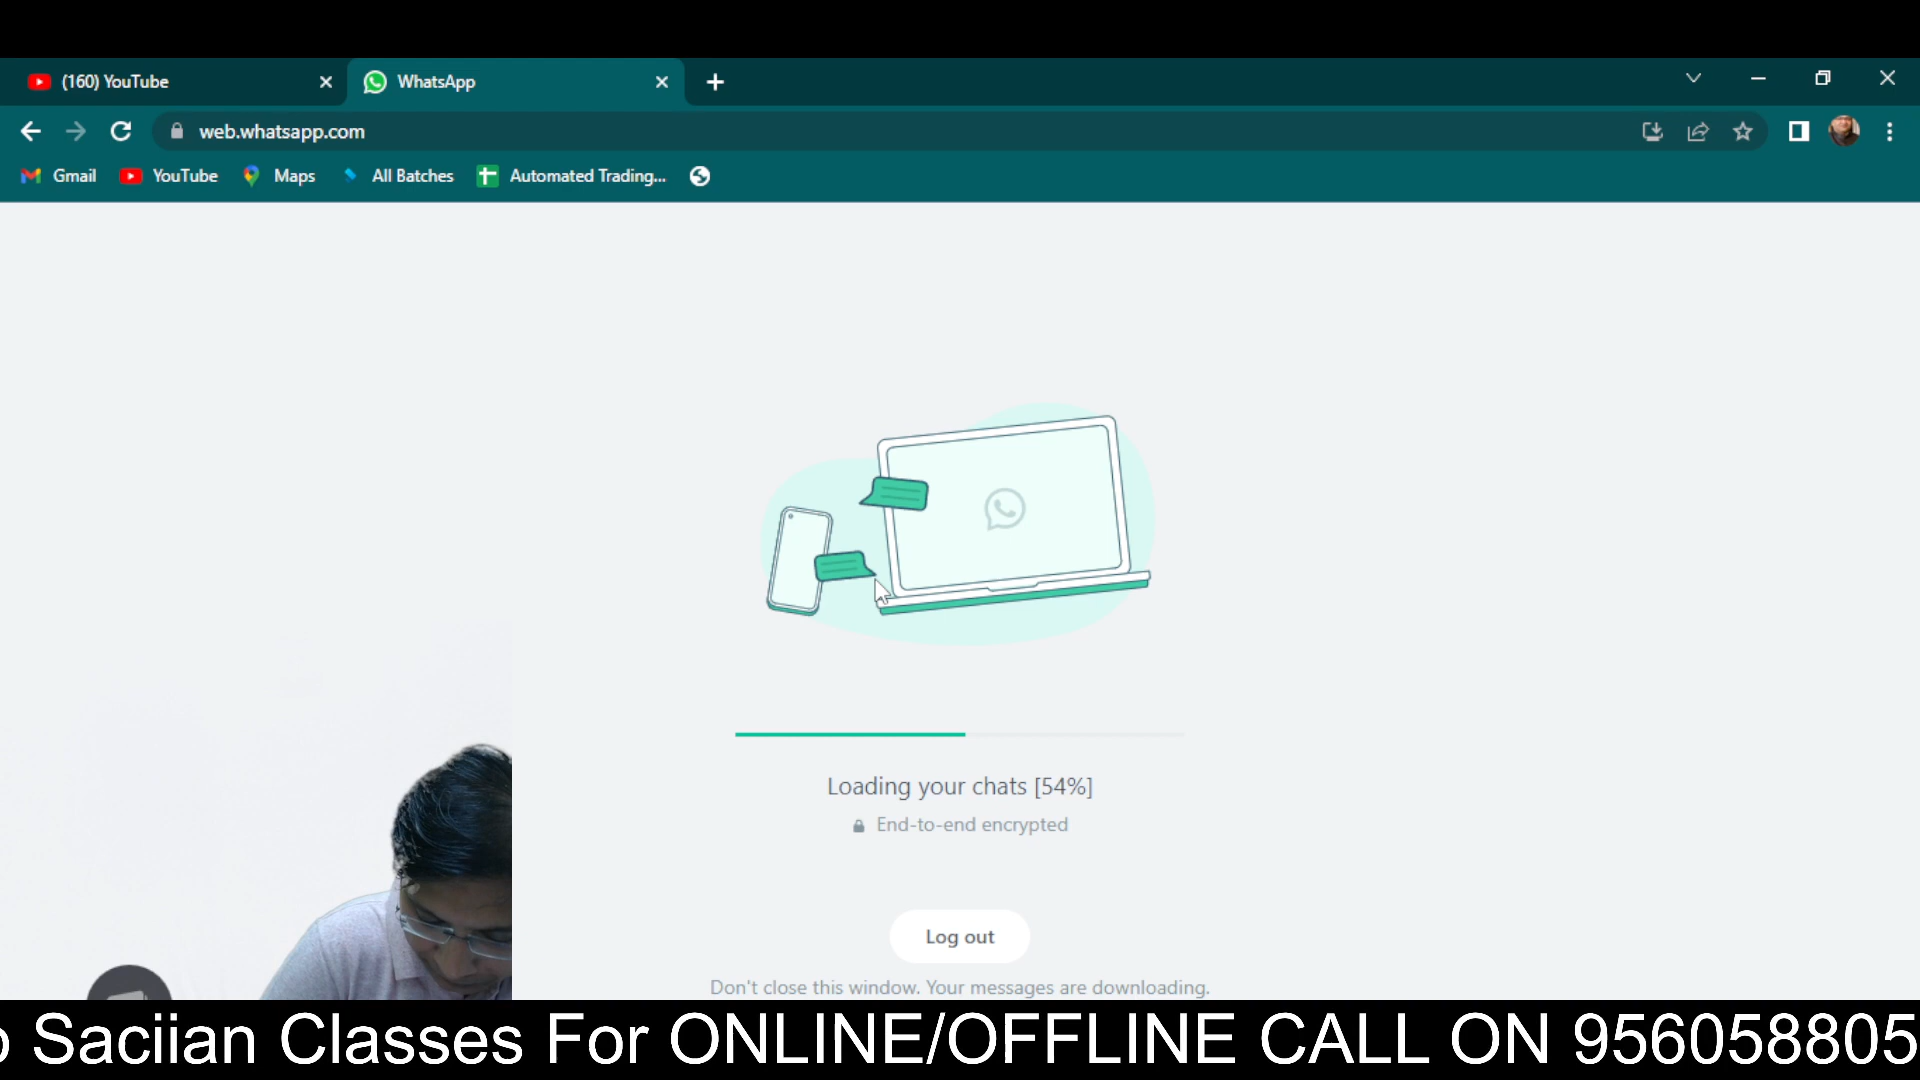 (160) YouTube
WhatsApp
web.whatsapp.com
Gmail
YouTube
Maps
All Batches
Automated Trading...
Loading your chats [54%]
End-to-end encrypted
Log out
Don't close this window. Your messages are downloading.
Saciian Classes For ONLINE/OFFLINE CALL ON 956058805